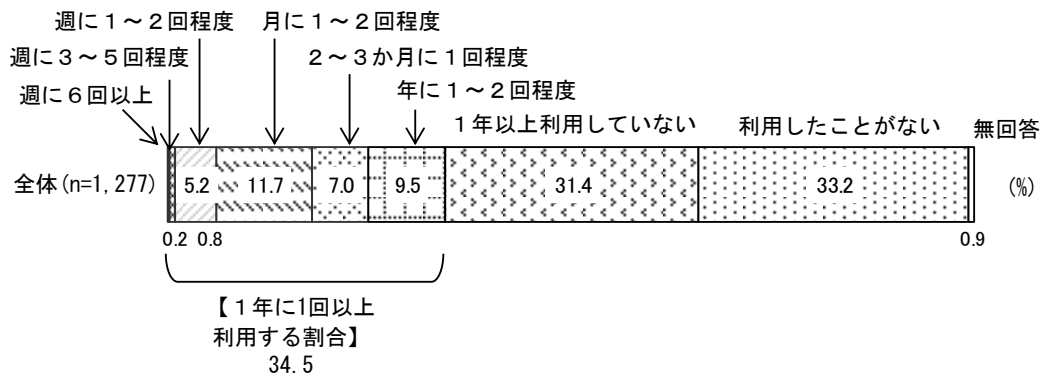 週に１～２回程度 月に１～２回程度
週に３～５回程度 ２～３か月に１回程度
週に６回以上 年に１～２回程度
１年以上利用していない 利用したことがない 無回答
全体(n=1,277) 5.2 11.7 7.0 9.5 31.4 33.2 (%)
0.2 0.8 0.9
【１年に1回以上
利用する割合】
34.5